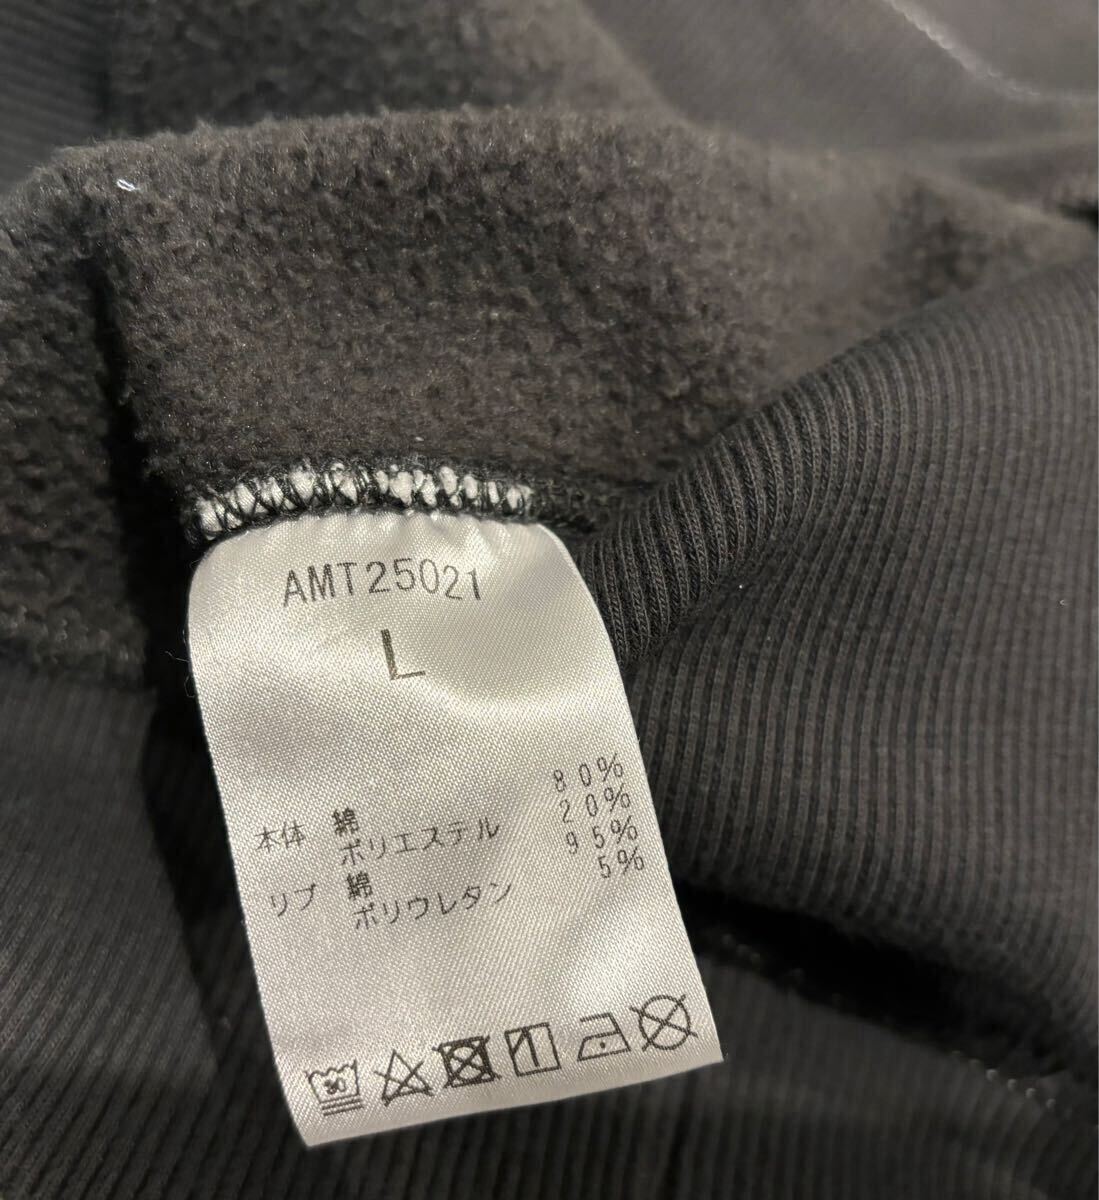 AMT25021
L
本体 綿 80%
ポリエステル 20%
リブ 綿 95%
ポリウレタン 5%